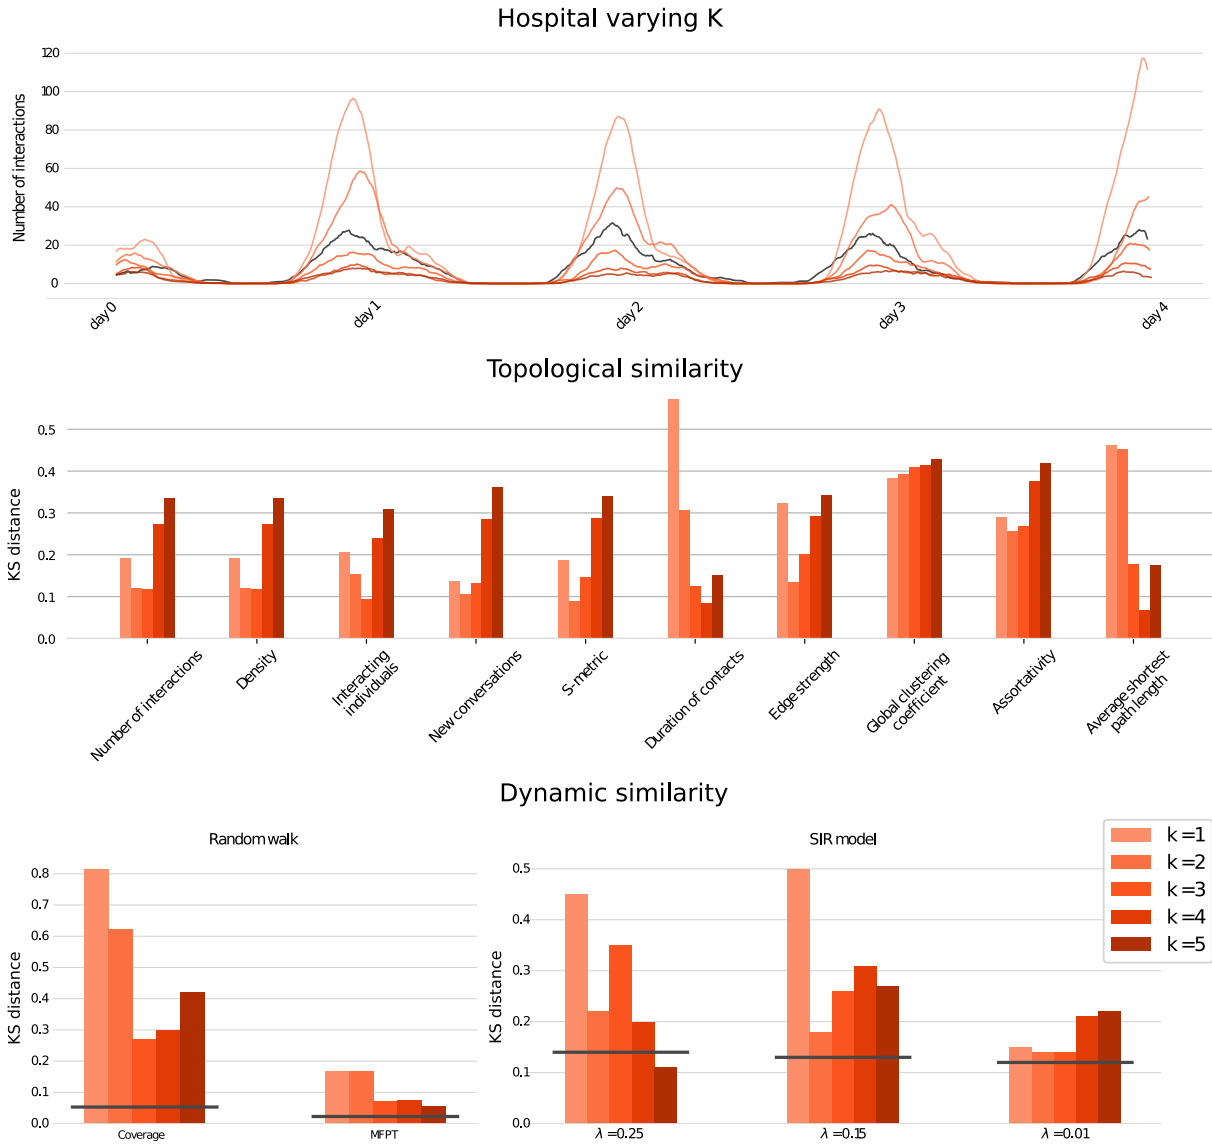 Hospital varying K
Number of interactions
120
100
80
60
40
20
0
day0
day1
day2
day3
day4
Topological similarity
KS distance
0.5
0.4
0.3
0.2
0.1
0.0
Number of interactions
Density
Interacting
individuals
New conversations
S-metric
Duration of contacts
Edge strength
Global clustering
coefficient
Assortativity
Average shortest
path length
Dynamic similarity
Random walk
KS distance
0.8
0.7
0.6
0.5
0.4
0.3
0.2
0.1
0.0
Coverage
MFPT
SIR model
KS distance
0.5
0.4
0.3
0.2
0.1
0.0
λ=0.25
λ=0.15
λ=0.01
k=1
k=2
k=3
k=4
k=5